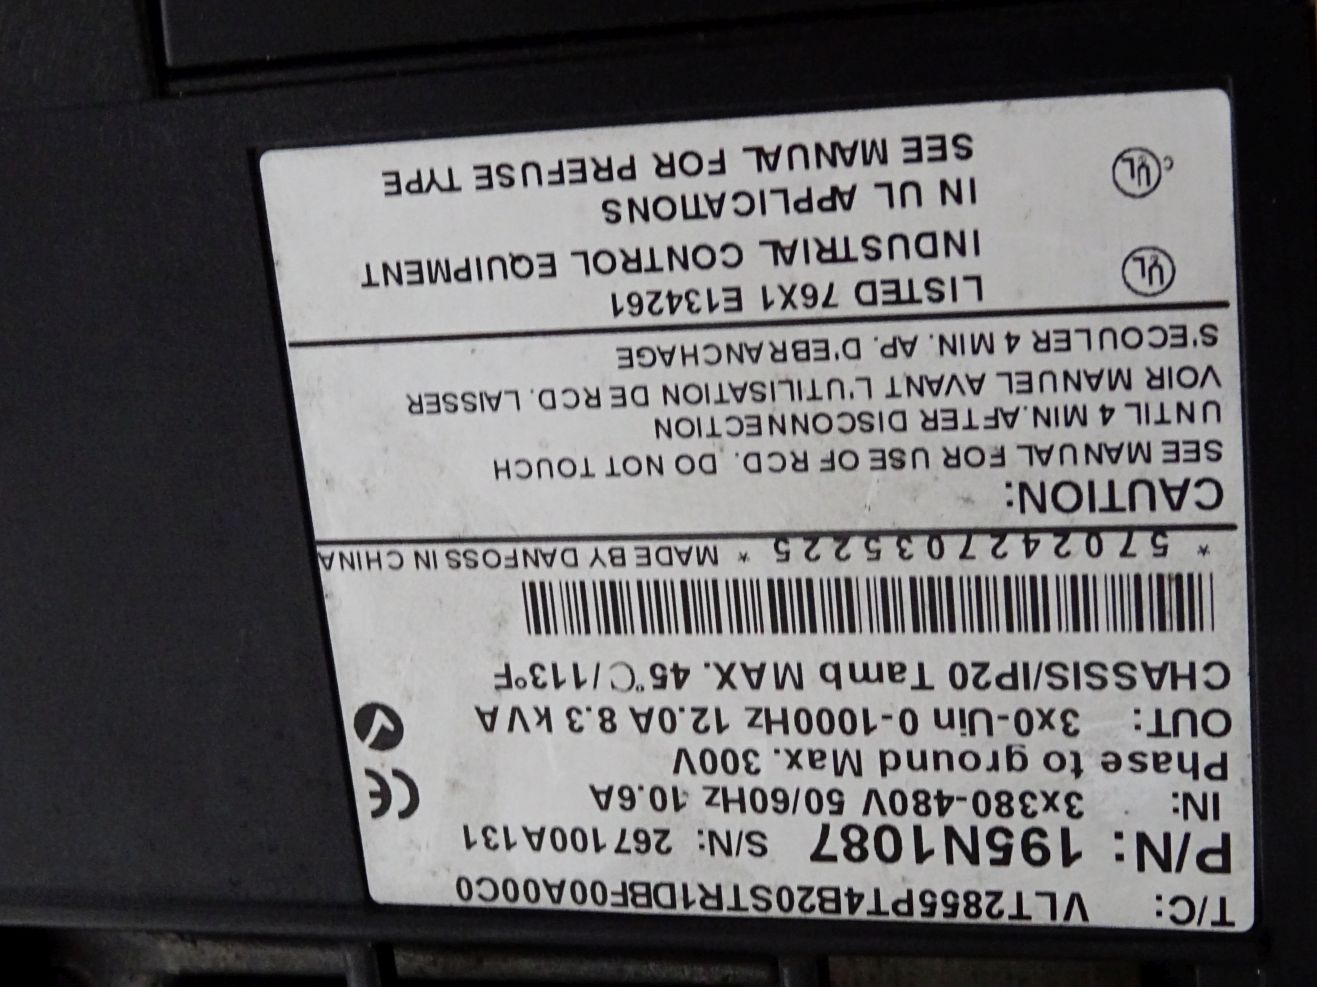 T/C: VLT2855PT4B20STR1DBF00A00C0
P/N: 195N1087 S/N: 267100A131
IN: 3x380-480V 50/60Hz 10.6A
Phase to ground Max. 300V
OUT: 3x0-Uin 0-1000Hz 12.0A 8.3 kVA
CHASSIS/IP20 Tamb MAX. 45°C/113°F
CE
* 5702427035225 * MADE BY DANFOSS IN CHINA
CAUTION:
SEE MANUAL FOR USE OF RCD. DO NOT TOUCH
UNTIL 4 MIN.AFTER DISCONNECTION
VOIR MANUEL AVANT L'UTILISATION DE RCD. LAISSER
S'ECOULER 4 MIN. AP. D'EBRANCHAGE
UL LISTED 76X1 E134261
INDUSTRIAL CONTROL EQUIPMENT
IN UL APPLICATIONS
c UL SEE MANUAL FOR PREFUSE TYPE